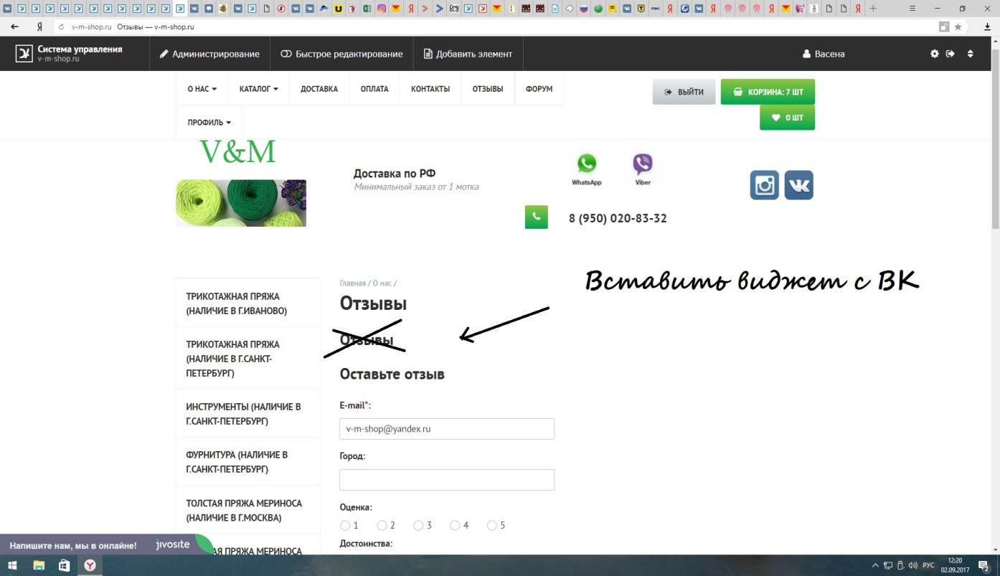 v-m-shop.ru Отзывы — v-m-shop.ru
Система управления
v-m-shop.ru
Администрирование
Быстрое редактирование
Добавить элемент
Васена
О НАС
КАТАЛОГ
ДОСТАВКА
ОПЛАТА
КОНТАКТЫ
ОТЗЫВЫ
ФОРУМ
ВЫЙТИ
КОРЗИНА: 7 ШТ
ПРОФИЛЬ
0 ШТ
V&M
Доставка по РФ
Минимальный заказ от 1 мотка
WhatsApp
Viber
8 (950) 020-83-32
Вставить виджет с ВК
ТРИКОТАЖНАЯ ПРЯЖА
(НАЛИЧИЕ В Г.ИВАНОВО)
ТРИКОТАЖНАЯ ПРЯЖА
(НАЛИЧИЕ В Г.САНКТ-
ПЕТЕРБУРГ)
ИНСТРУМЕНТЫ (НАЛИЧИЕ В
Г.САНКТ-ПЕТЕРБУРГ)
ФУРНИТУРА (НАЛИЧИЕ В
Г.САНКТ-ПЕТЕРБУРГ)
ТОЛСТАЯ ПРЯЖА МЕРИНОСА
(НАЛИЧИЕ В Г.МОСКВА)
АЯ ПРЯЖА МЕРИНОСА
Главная / О нас /
Отзывы
Отзывы
Оставьте отзыв
E-mail*:
v-m-shop@yandex.ru
Город:
Оценка:
1 2 3 4 5
Достоинства:
Напишите нам, мы в онлайне!
jivosite
РУС
12:20
02.09.2017
2